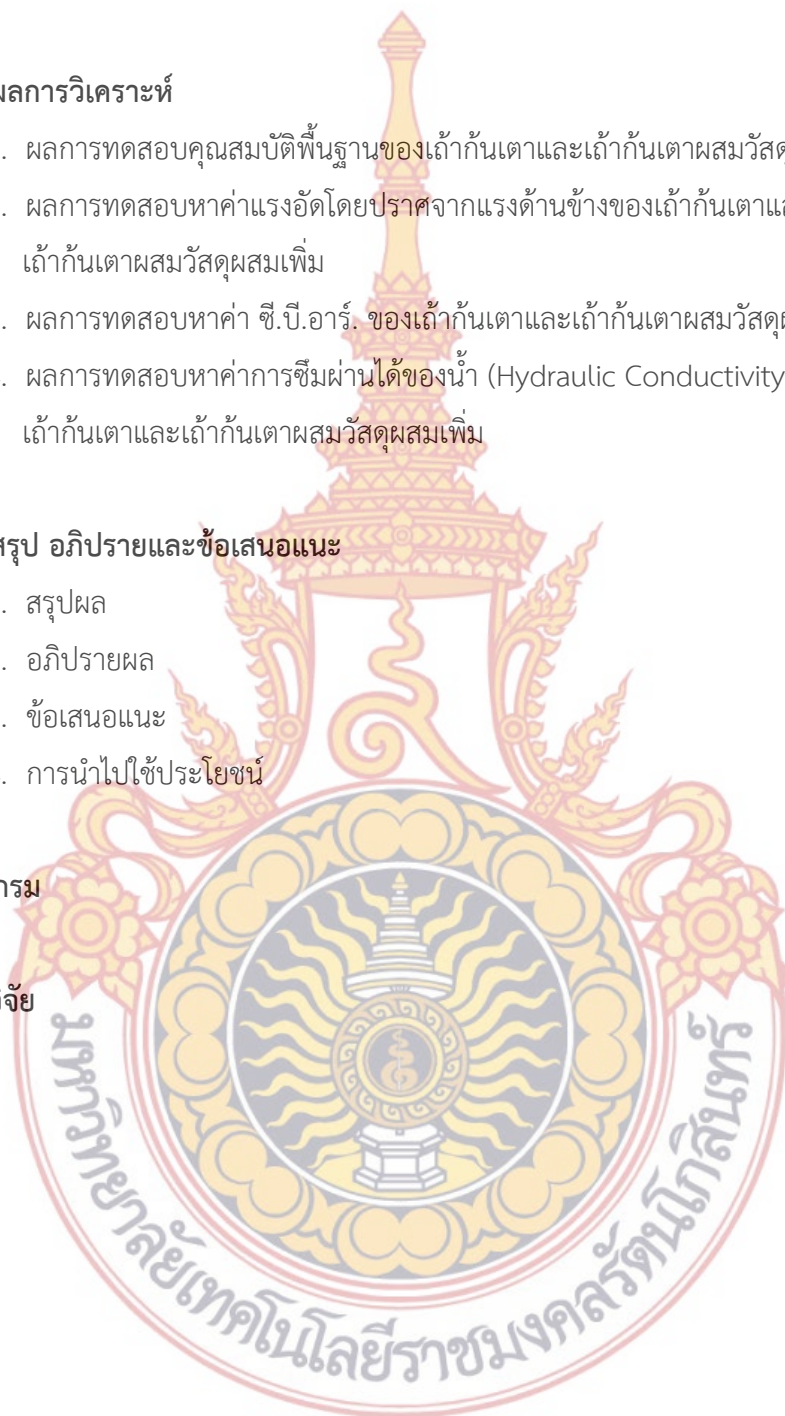 ผลการวิเคราะห์
. ผลการทดสอบคุณสมบัติพื้นฐานของเถ้าก้นเตาและเถ้าก้นเตาผสมวัสดุ
. ผลการทดสอบหาค่าแรงอัดโดยปราศจากแรงด้านข้างของเถ้าก้นเตาและ
เถ้าก้นเตาผสมวัสดุผสมเพิ่ม
. ผลการทดสอบหาค่า ซี.บี.อาร์. ของเถ้าก้นเตาและเถ้าก้นเตาผสมวัสดุผ
. ผลการทดสอบหาค่าการซึมผ่านได้ของน้ำ (Hydraulic Conductivity
เถ้าก้นเตาและเถ้าก้นเตาผสมวัสดุผสมเพิ่ม
สรุป อภิปรายและข้อเสนอแนะ
. สรุปผล
. อภิปรายผล
. ข้อเสนอแนะ
. การนำไปใช้ประโยชน์
กรม
วิจัย
มหาวิทยาลัยเทคโนโลยีราชมงคลรัตนโกสินทร์